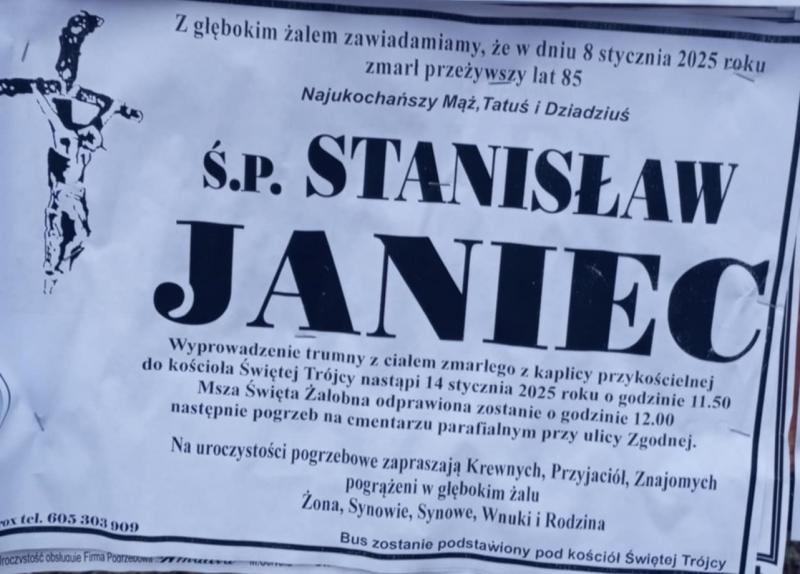 Z głębokim żalem zawiadamiamy, że w dniu 8 stycznia 2025 roku
zmarł przeżywszy lat 85
Najukochańszy Mąż, Tatuś i Dziadziuś
Ś.P. STANISŁAW
JANIEC
Wyprowadzenie trumny z ciałem zmarłego z kaplicy przykościelnej
do kościoła Świętej Trójcy nastąpi 14 stycznia 2025 roku o godzinie 11.50
Msza Święta Żałobna odprawiona zostanie o godzinie 12.00
następnie pogrzeb na cmentarzu parafialnym przy ulicy Zgodnej.
Na uroczystości pogrzebowe zapraszają Krewnych, Przyjaciół, Znajomych
pogrążeni w głębokim żalu
Żona, Synowie, Synowe, Wnuki i Rodzina
tel. 605 303 909
Bus zostanie podstawiony pod kościół Świętej Trójcy
obsługuje Firma Pogrzebowa